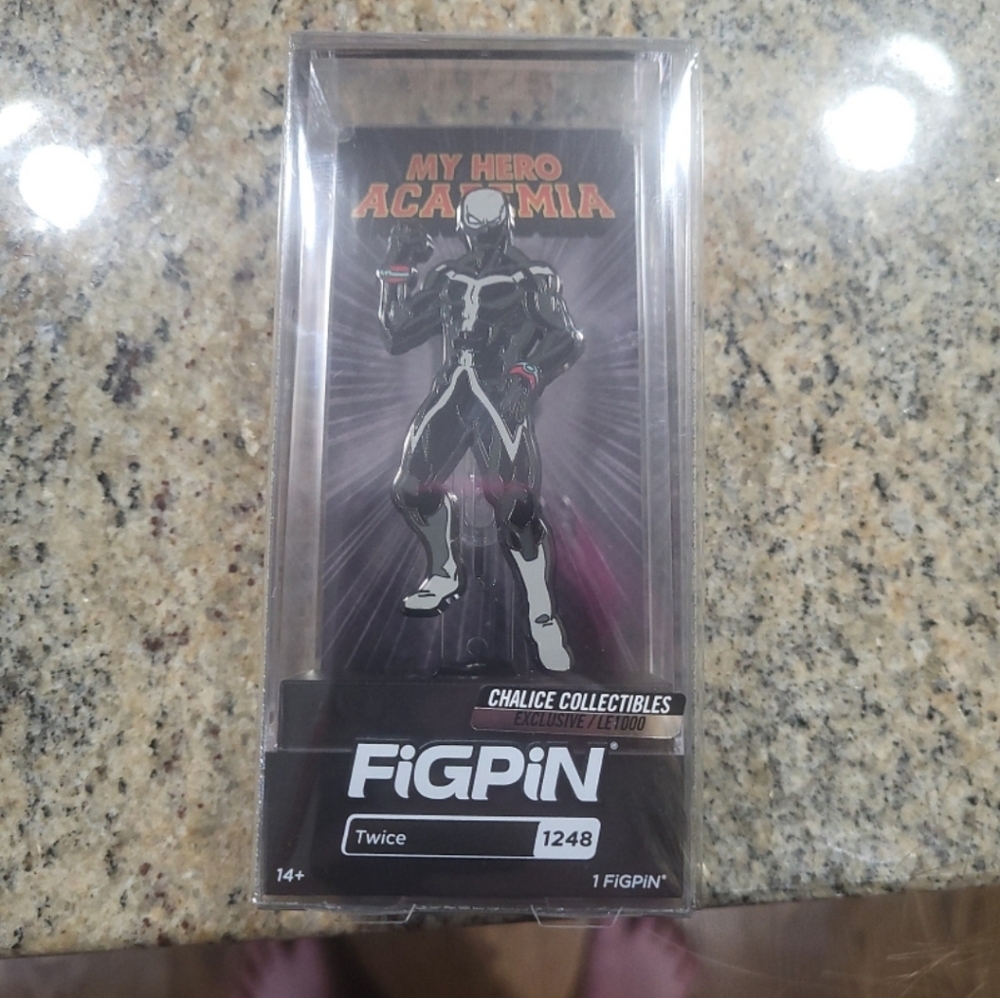 MY HERO
ACADEMIA
CHALICE COLLECTIBLES
EXCLUSIVE / LE1000
FiGPiN®
Twice 1248
14+ 1 FiGPiN®